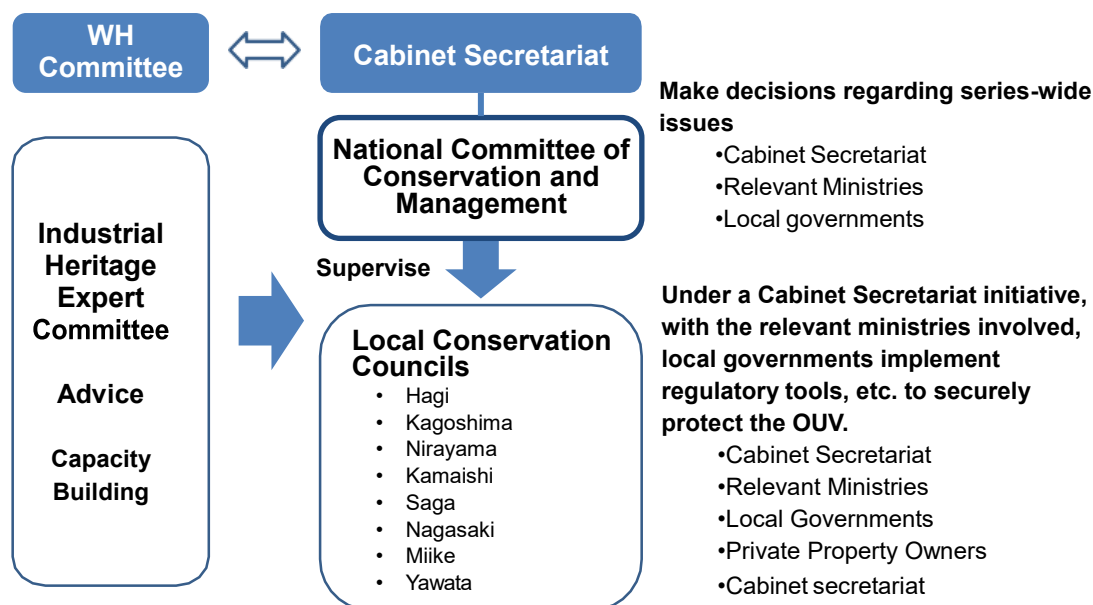 WH
Committee
Cabinet Secretariat
National Committee of
Conservation and
Management
Make decisions regarding series-wide
issues
•Cabinet Secretariat
•Relevant Ministries
•Local governments
Industrial
Heritage
Expert
Committee
Advice
Capacity
Building
Supervise
Local Conservation
Councils
• Hagi
• Kagoshima
• Nirayama
• Kamaishi
• Saga
• Nagasaki
• Miike
• Yawata
Under a Cabinet Secretariat initiative,
with the relevant ministries involved,
local governments implement
regulatory tools, etc. to securely
protect the OUV.
•Cabinet Secretariat
•Relevant Ministries
•Local Governments
•Private Property Owners
•Cabinet secretariat